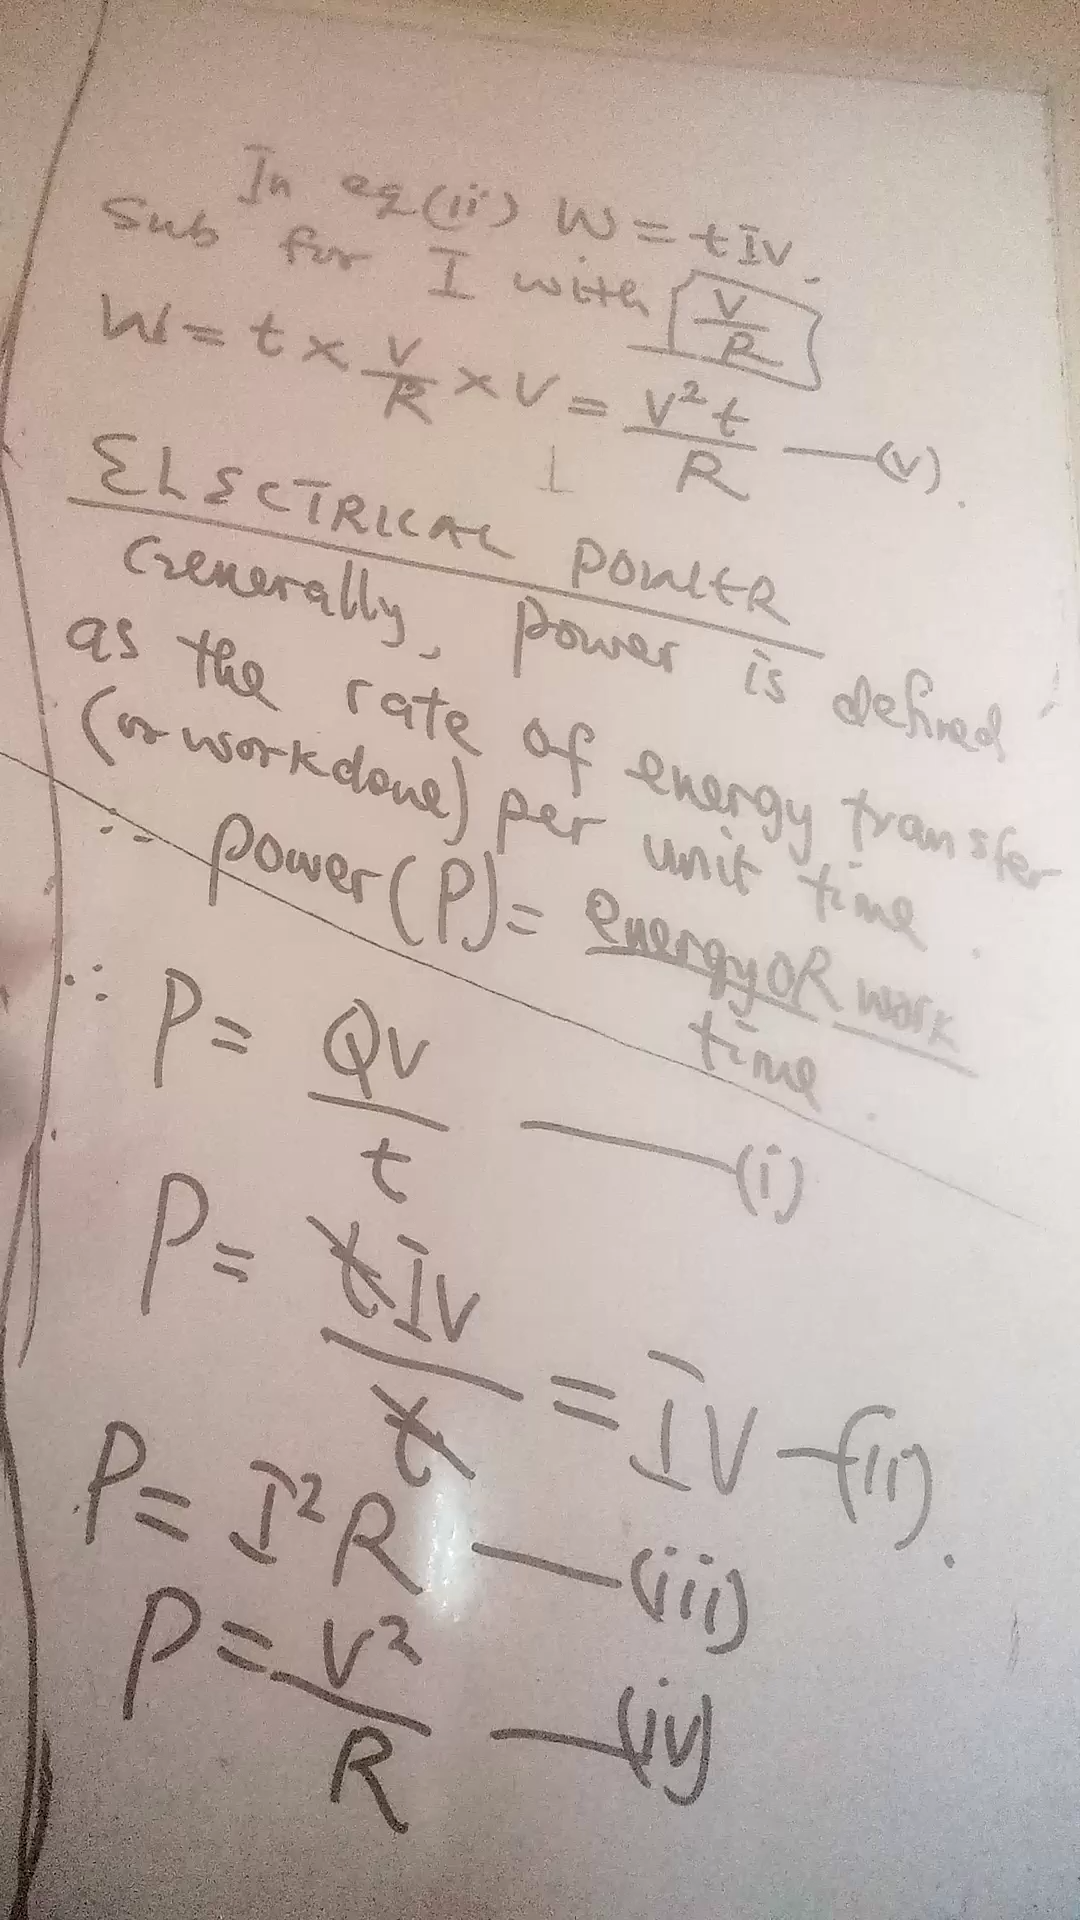 In eq(ii) W = tIV.
Sub for I with V/R
W = t × V/R × V = V²t/R — (v).
ELECTRICAL POWER
Generally, power is defined
as the rate of energy transfer
(or workdone) per unit time.
∴ power (P) = energy OR work / time.
∴ P = QV/t — (i)
P = tIV/t = IV — (ii).
P = I²R — (iii)
P = V²/R — (iv)